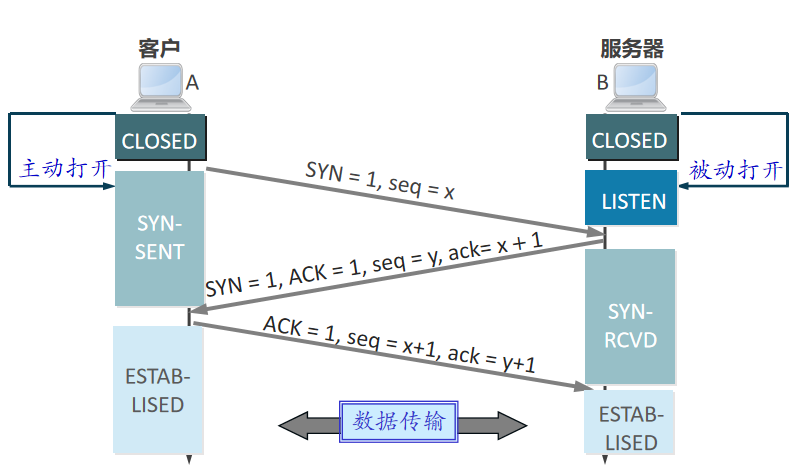 客户
服务器
A
B
CLOSED
CLOSED
主动打开
被动打开
SYN = 1, seq = x
LISTEN
SYN-
SENT
SYN = 1, ACK = 1, seq = y, ack= x + 1
SYN-
RCVD
ACK = 1, seq = x+1, ack = y+1
ESTAB-
LISED
数据传输
ESTAB-
LISED